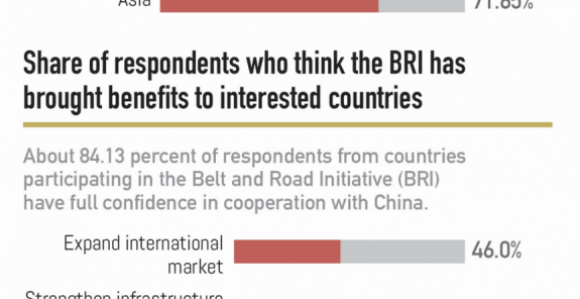 Asia 71.85%
Share of respondents who think the BRI has
brought benefits to interested countries
About 84.13 percent of respondents from countries
participating in the Belt and Road Initiative (BRI)
have full confidence in cooperation with China.
Expand international
market
46.0%
Strengthen infrastructure